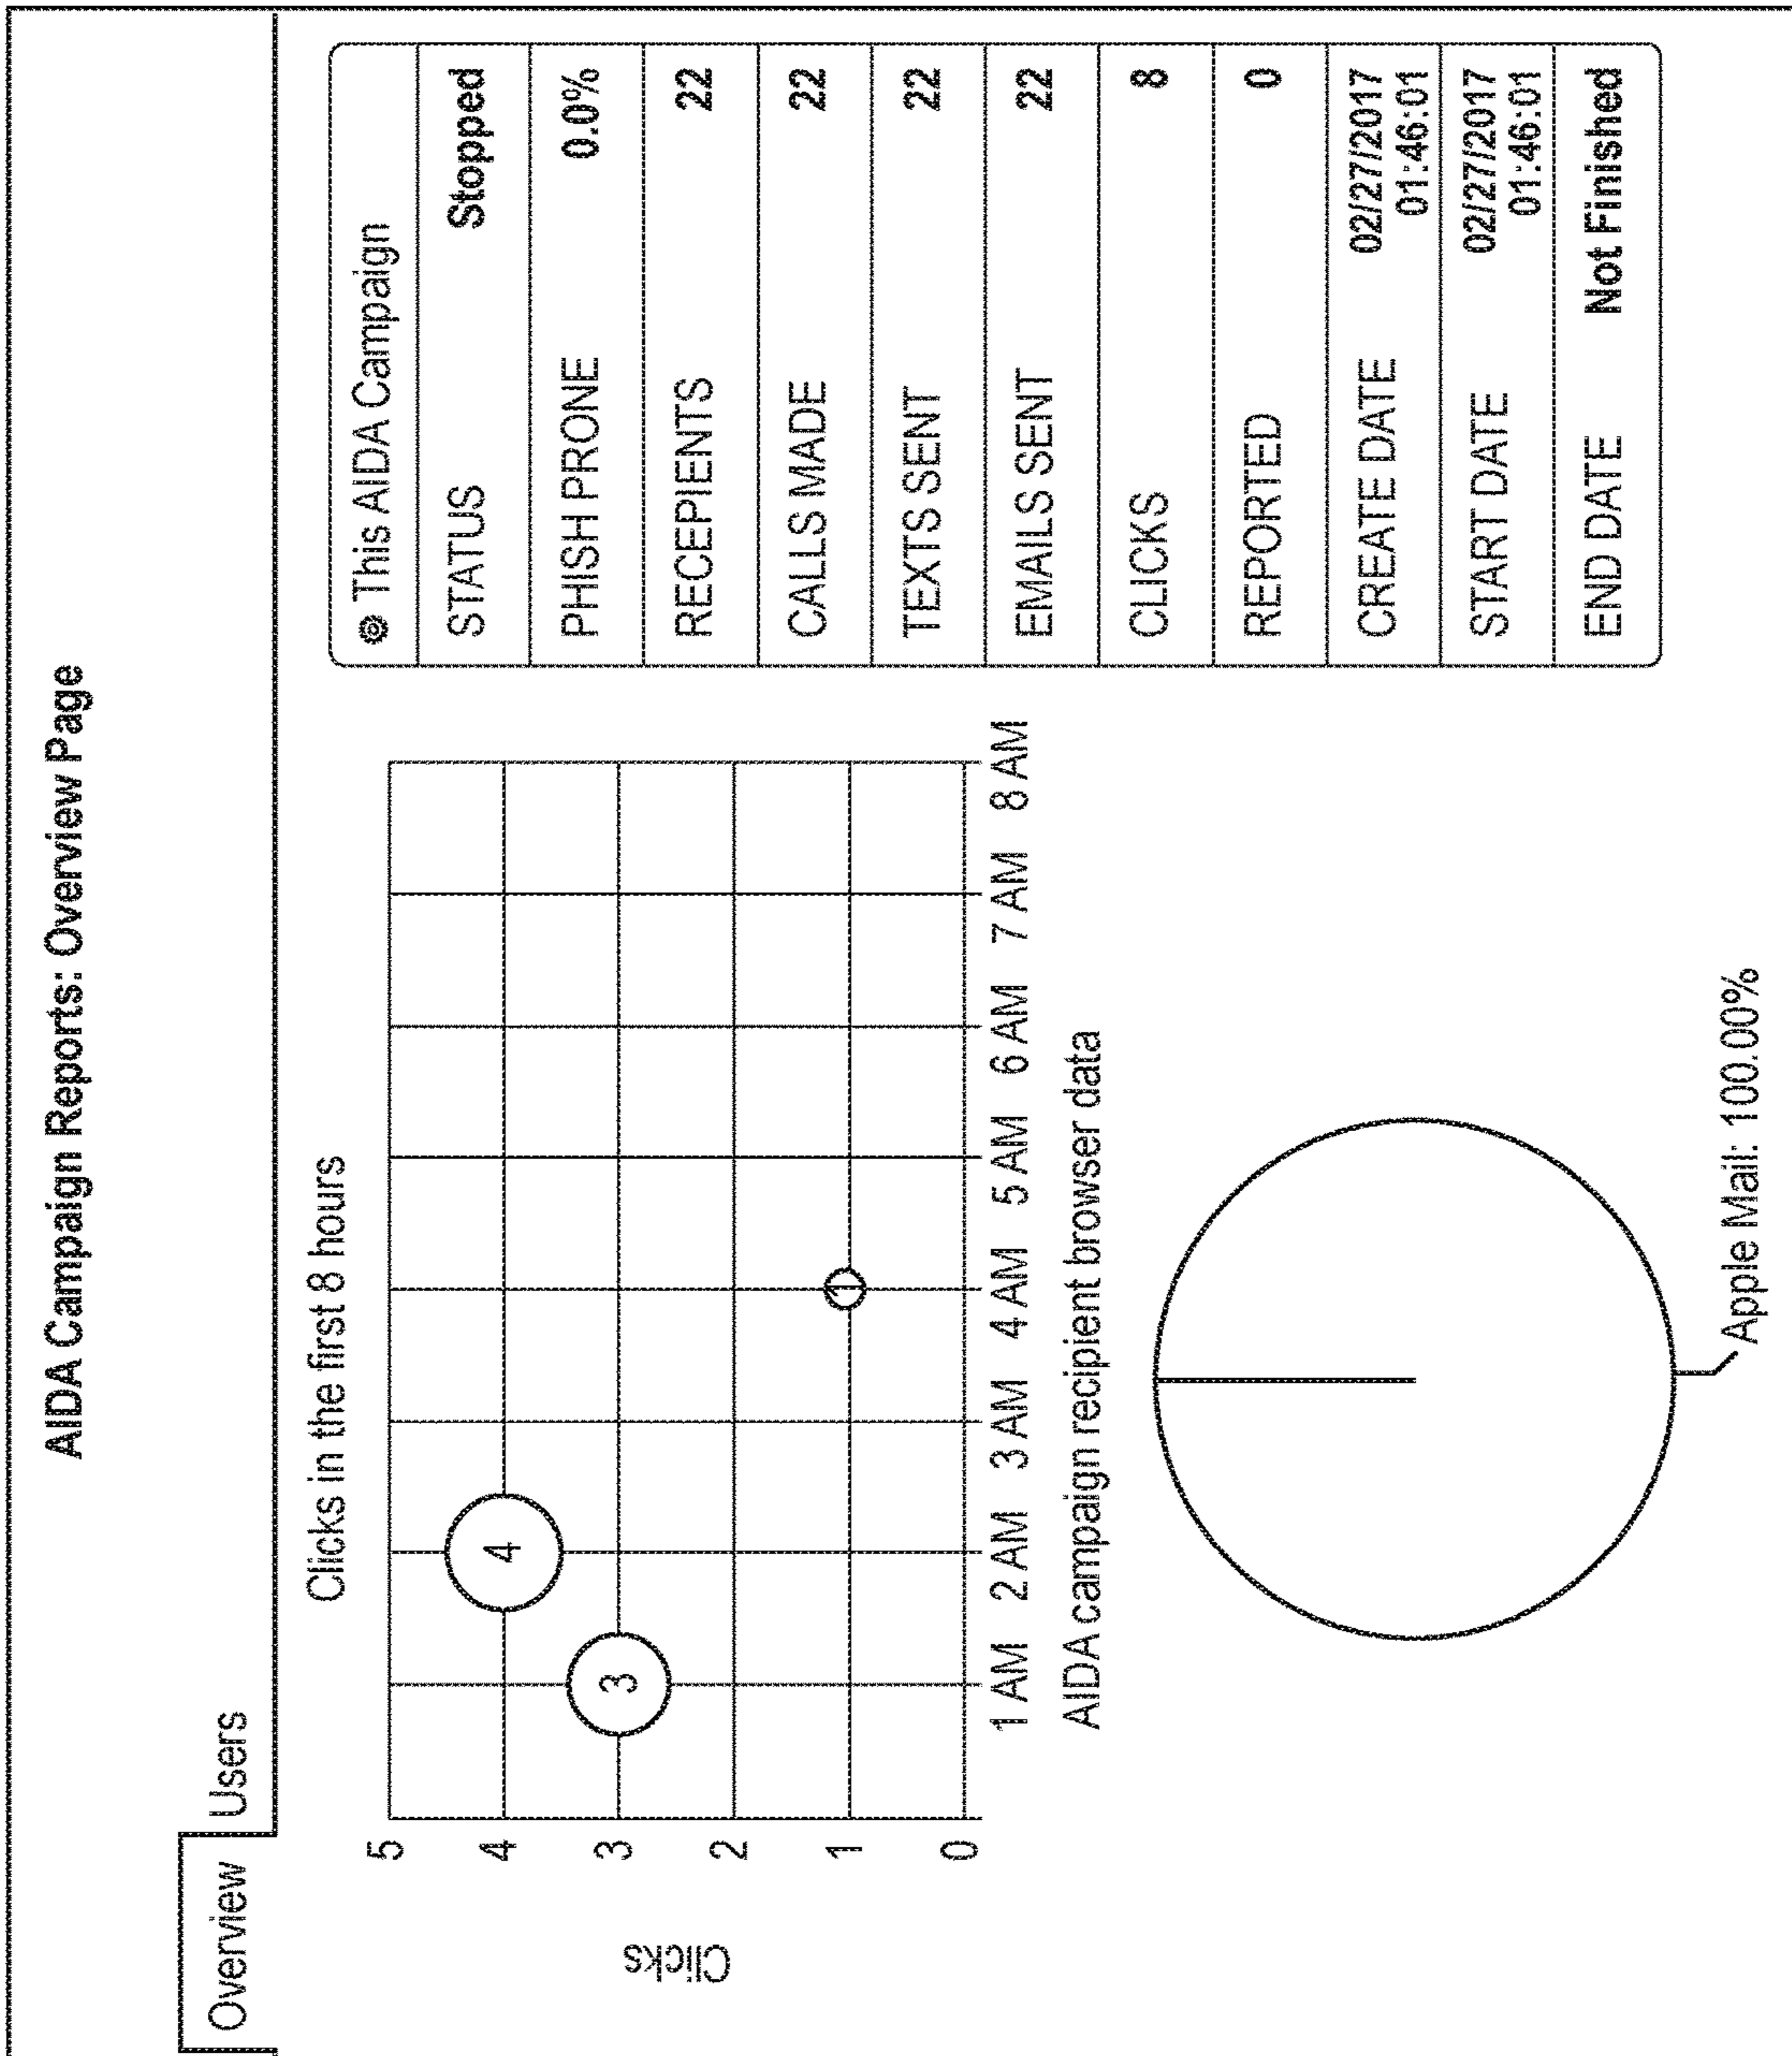 AIDA Campaign Reports: Overview Page
Overview Users
Clicks in the first 8 hours
Clicks
5
4
3
2
1
0
3
4
1
1 AM 2 AM 3 AM 4 AM 5 AM 6 AM 7 AM 8 AM
AIDA campaign recipient browser data
Apple Mail: 100.00%
This AIDA Campaign
STATUS Stopped
PHISH PRONE 0.0%
RECEPIENTS 22
CALLS MADE 22
TEXTS SENT 22
EMAILS SENT 22
CLICKS 8
REPORTED 0
CREATE DATE 02/27/2017
01:46:01
START DATE 02/27/2017
01:46:01
END DATE Not Finished